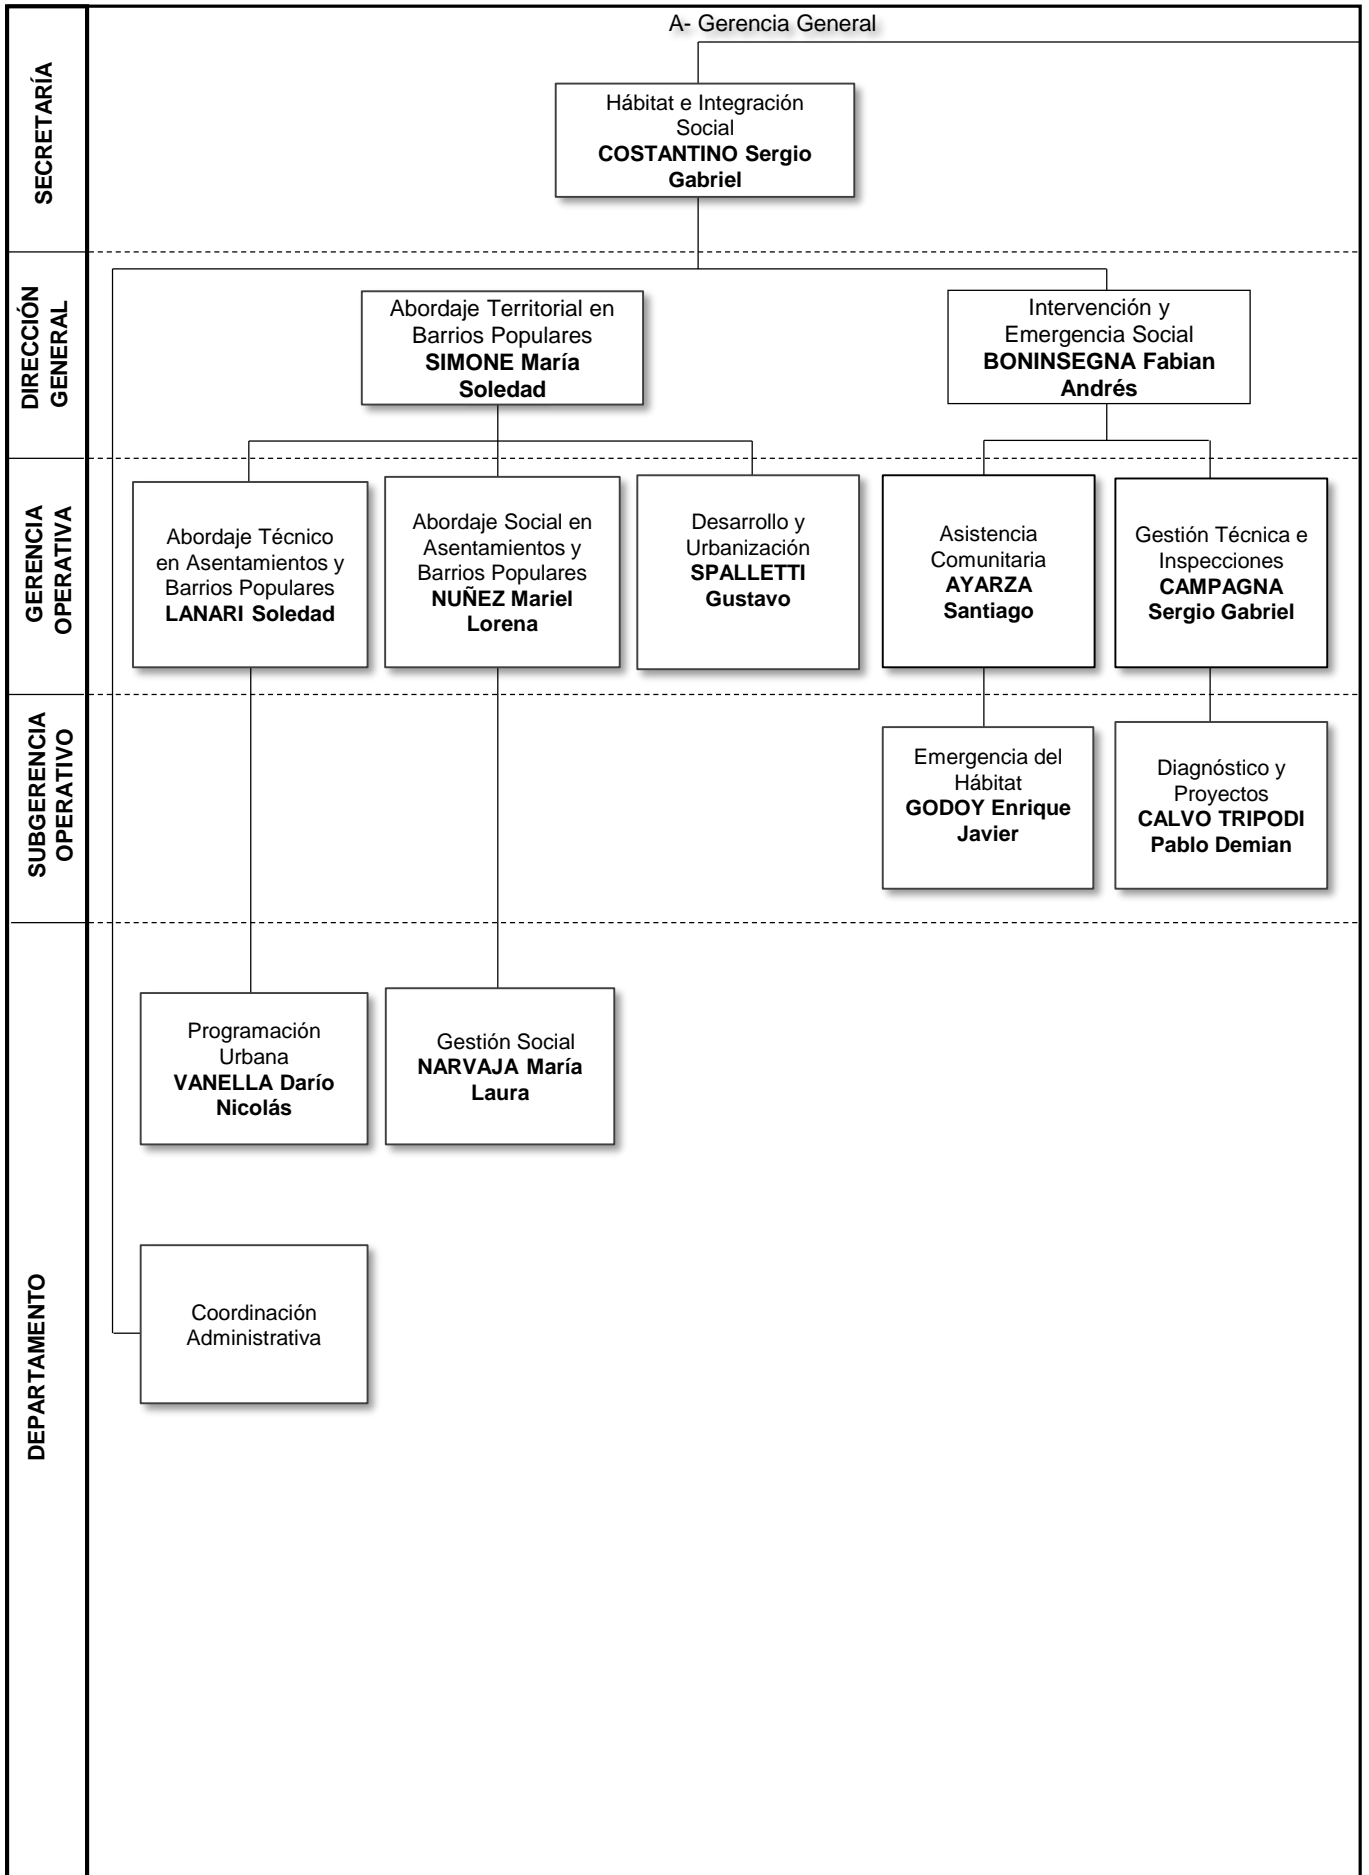 A- Gerencia General
SECRETARÍA
Hábitat e Integración
Social
COSTANTINO Sergio
Gabriel
DIRECCIÓN
GENERAL
Abordaje Territorial en
Barrios Populares
SIMONE María
Soledad
Intervención y
Emergencia Social
BONINSEGNA Fabian
Andrés
GERENCIA
OPERATIVA
Abordaje Técnico
en Asentamientos y
Barrios Populares
LANARI Soledad
Abordaje Social en
Asentamientos y
Barrios Populares
NUÑEZ Mariel
Lorena
Desarrollo y
Urbanización
SPALLETTI
Gustavo
Asistencia
Comunitaria
AYARZA
Santiago
Gestión Técnica e
Inspecciones
CAMPAGNA
Sergio Gabriel
SUBGERENCIA
OPERATIVO
Emergencia del
Hábitat
GODOY Enrique
Javier
Diagnóstico y
Proyectos
CALVO TRIPODI
Pablo Demian
DEPARTAMENTO
Programación
Urbana
VANELLA Darío
Nicolás
Gestión Social
NARVAJA María
Laura
Coordinación
Administrativa